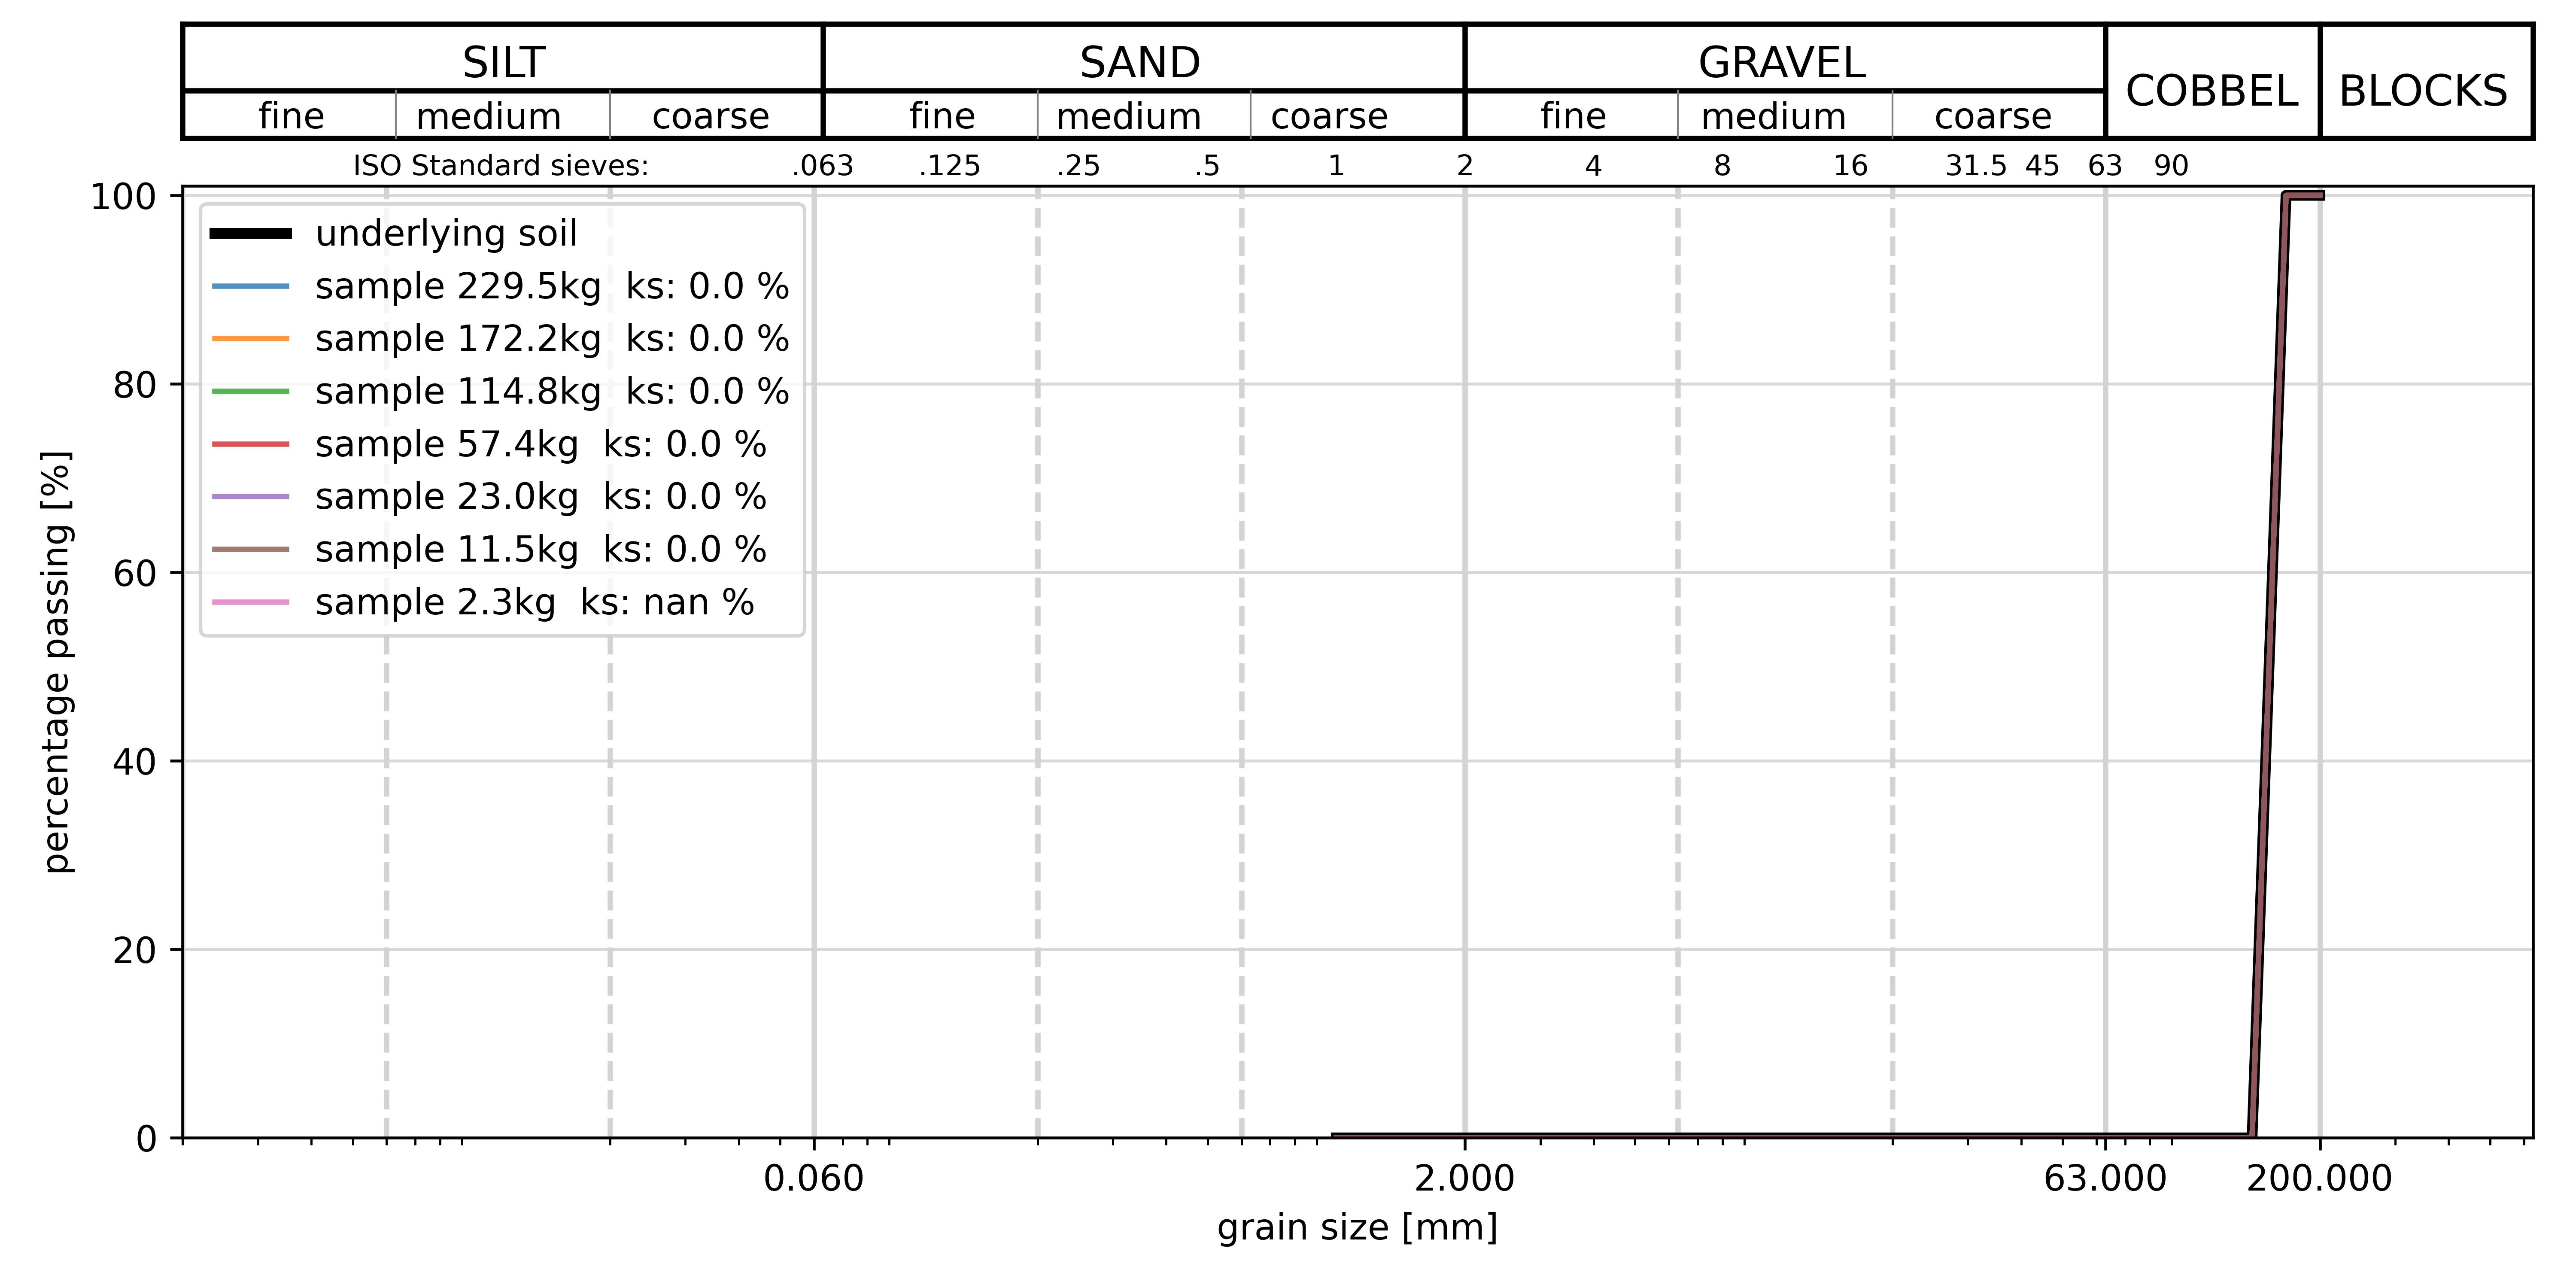 SILT SAND GRAVEL COBBEL BLOCKS
fine medium coarse fine medium coarse fine medium coarse
ISO Standard sieves: .063 .125 .25 .5 1 2 4 8 16 31.5 45 63 90
100
80
60
40
20
0
percentage passing [%]
underlying soil
sample 229.5kg ks: 0.0 %
sample 172.2kg ks: 0.0 %
sample 114.8kg ks: 0.0 %
sample 57.4kg ks: 0.0 %
sample 23.0kg ks: 0.0 %
sample 11.5kg ks: 0.0 %
sample 2.3kg ks: nan %
0.060 2.000 63.000 200.000
grain size [mm]